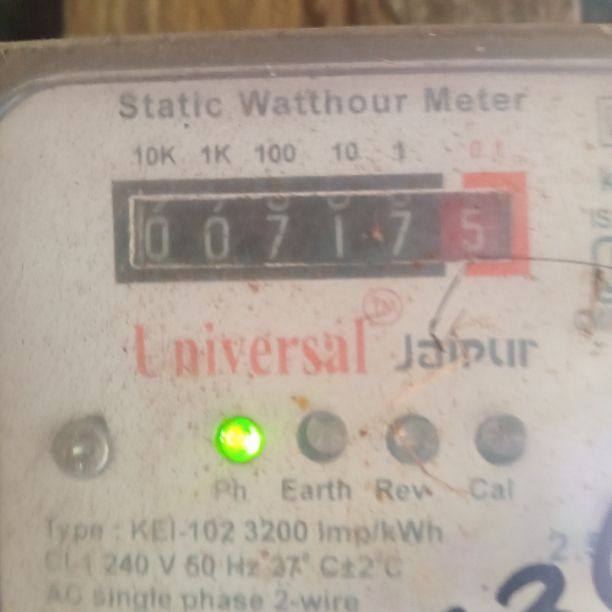 Static Watthour Meter
10K 1K 100 10 1 0.1
0 0 7 1 7 5
Universal TM Jaipur
Ph Earth Rev Cal
Type : KEI-102 3200 Imp/kWh
240 V 50 Hz 27° C±2°C
AC single phase 2-wire